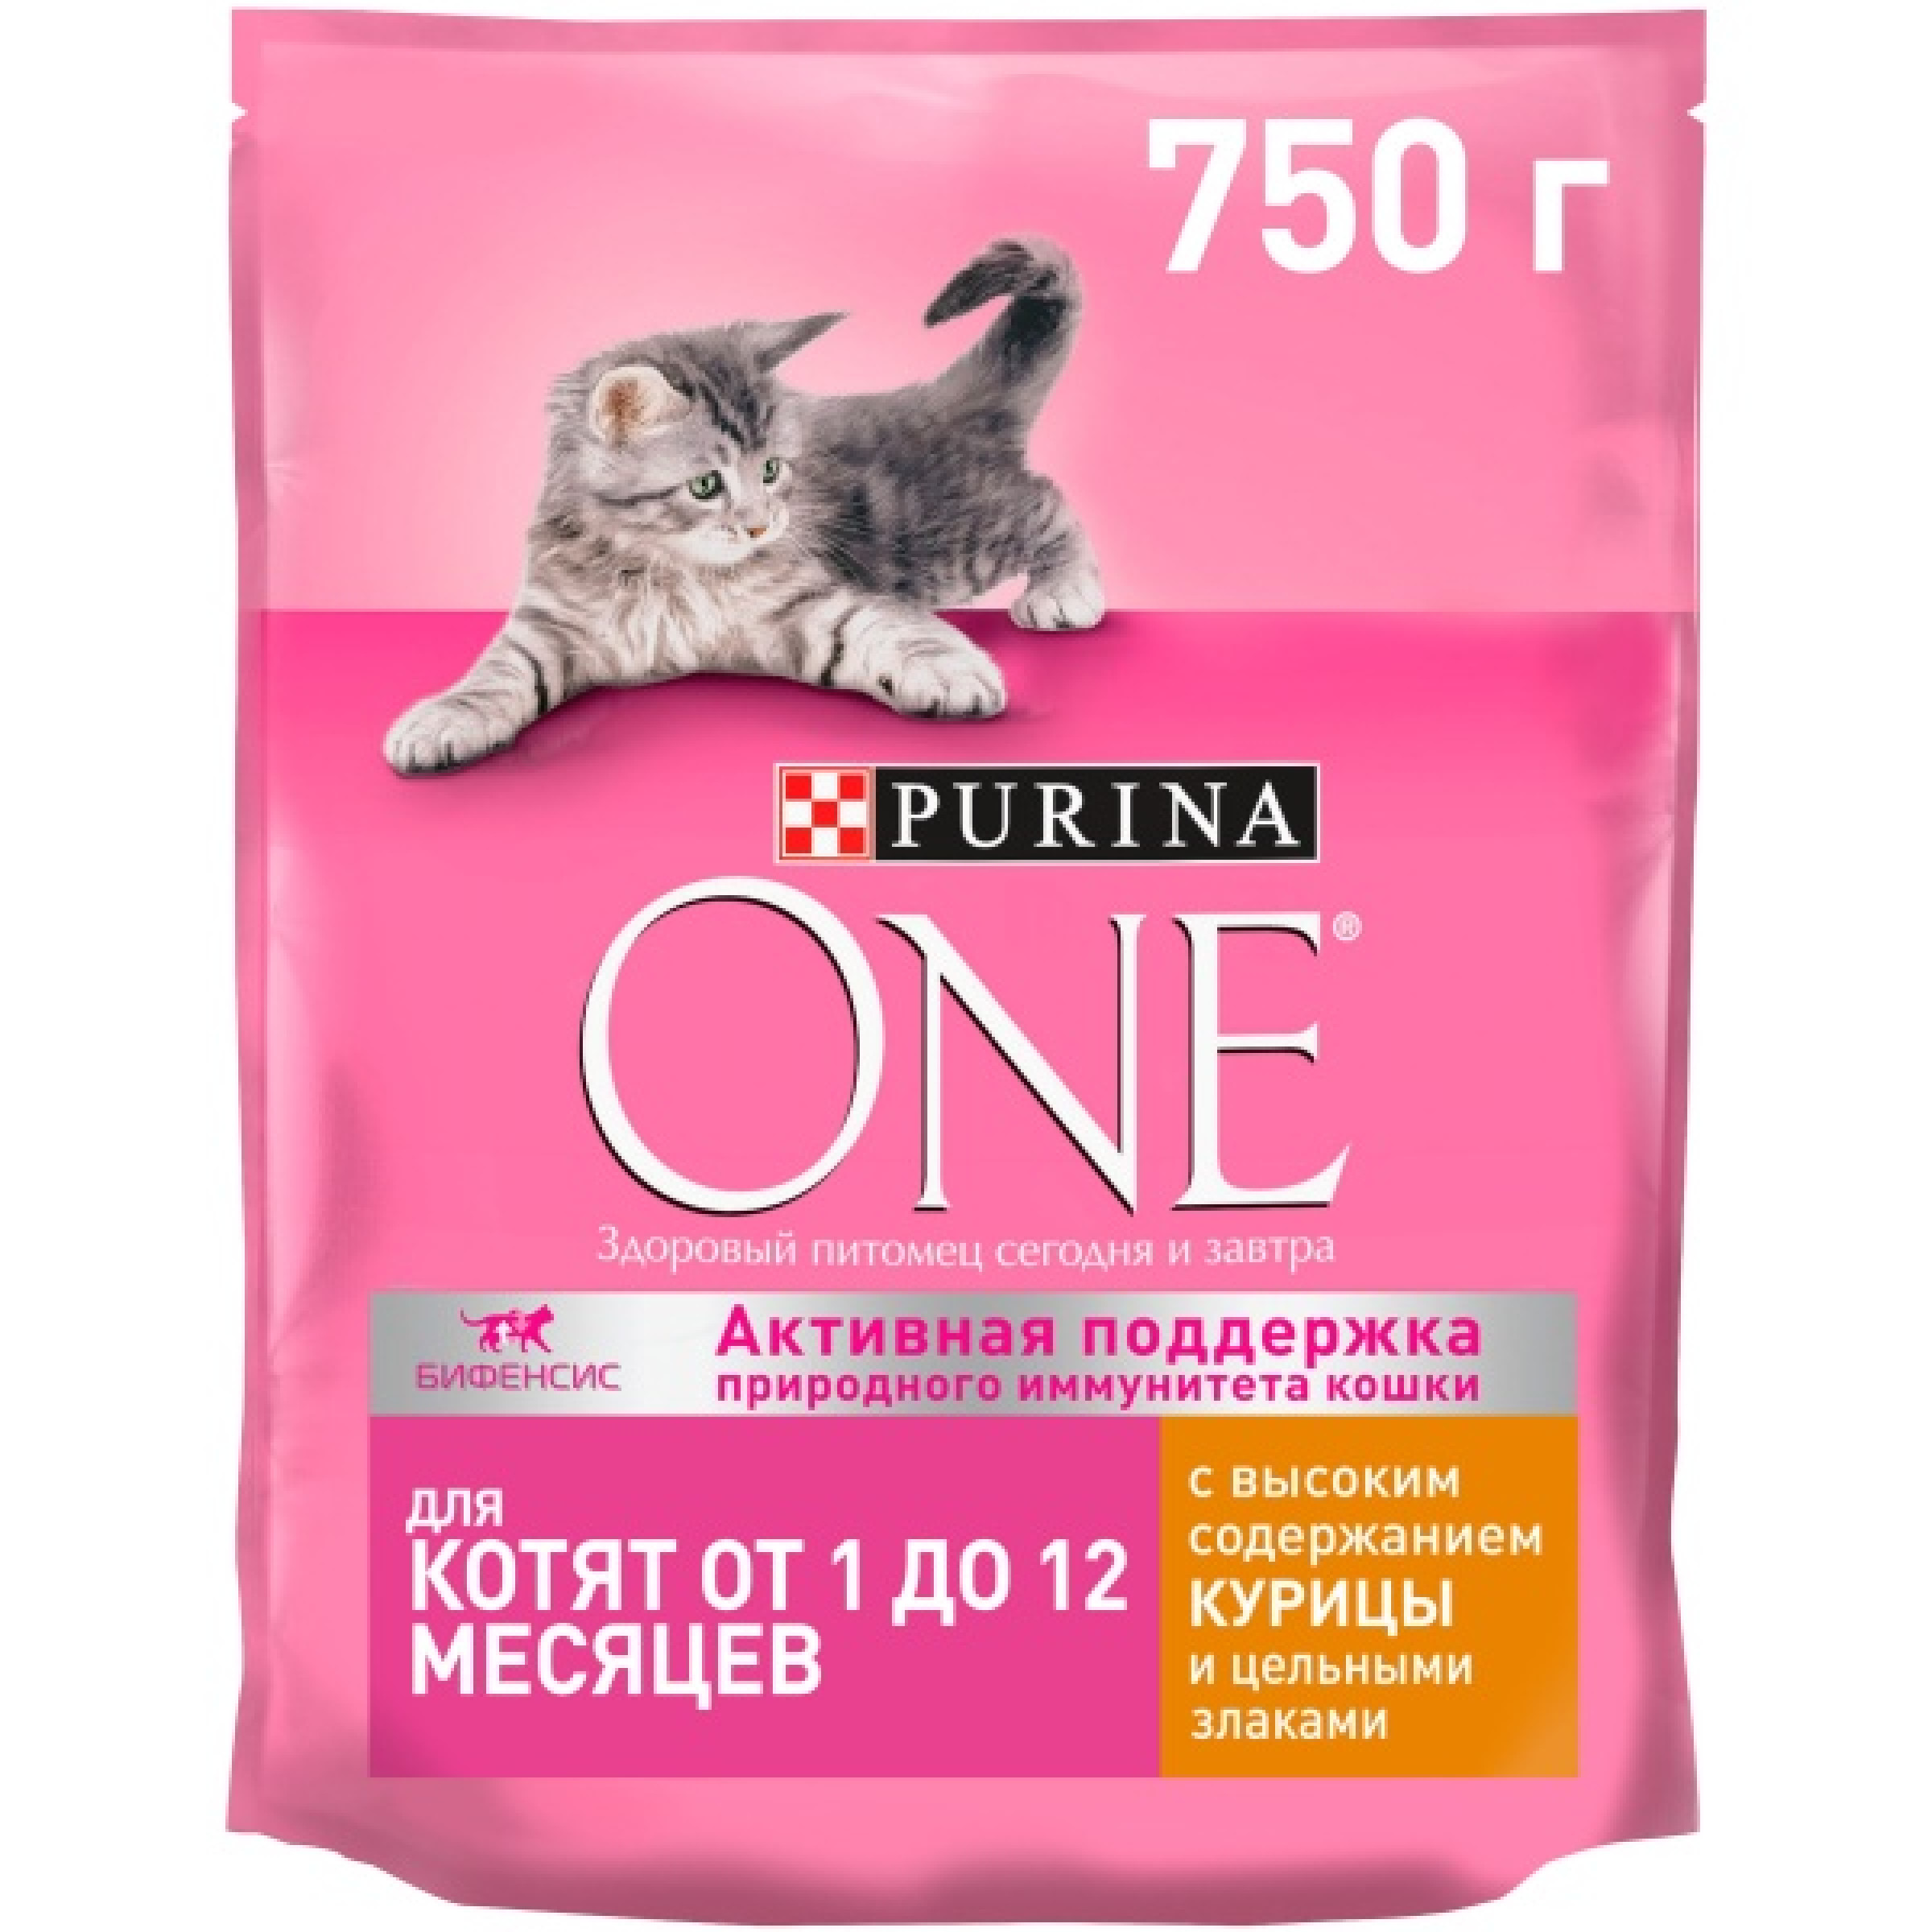 750 г
PURINA
ONE®
Здоровый питомец сегодня и завтра
БИФЕНСИС
Активная поддержка
природного иммунитета кошки
для
КОТЯТ ОТ 1 ДО 12
МЕСЯЦЕВ
с высоким
содержанием
КУРИЦЫ
и цельными
злаками